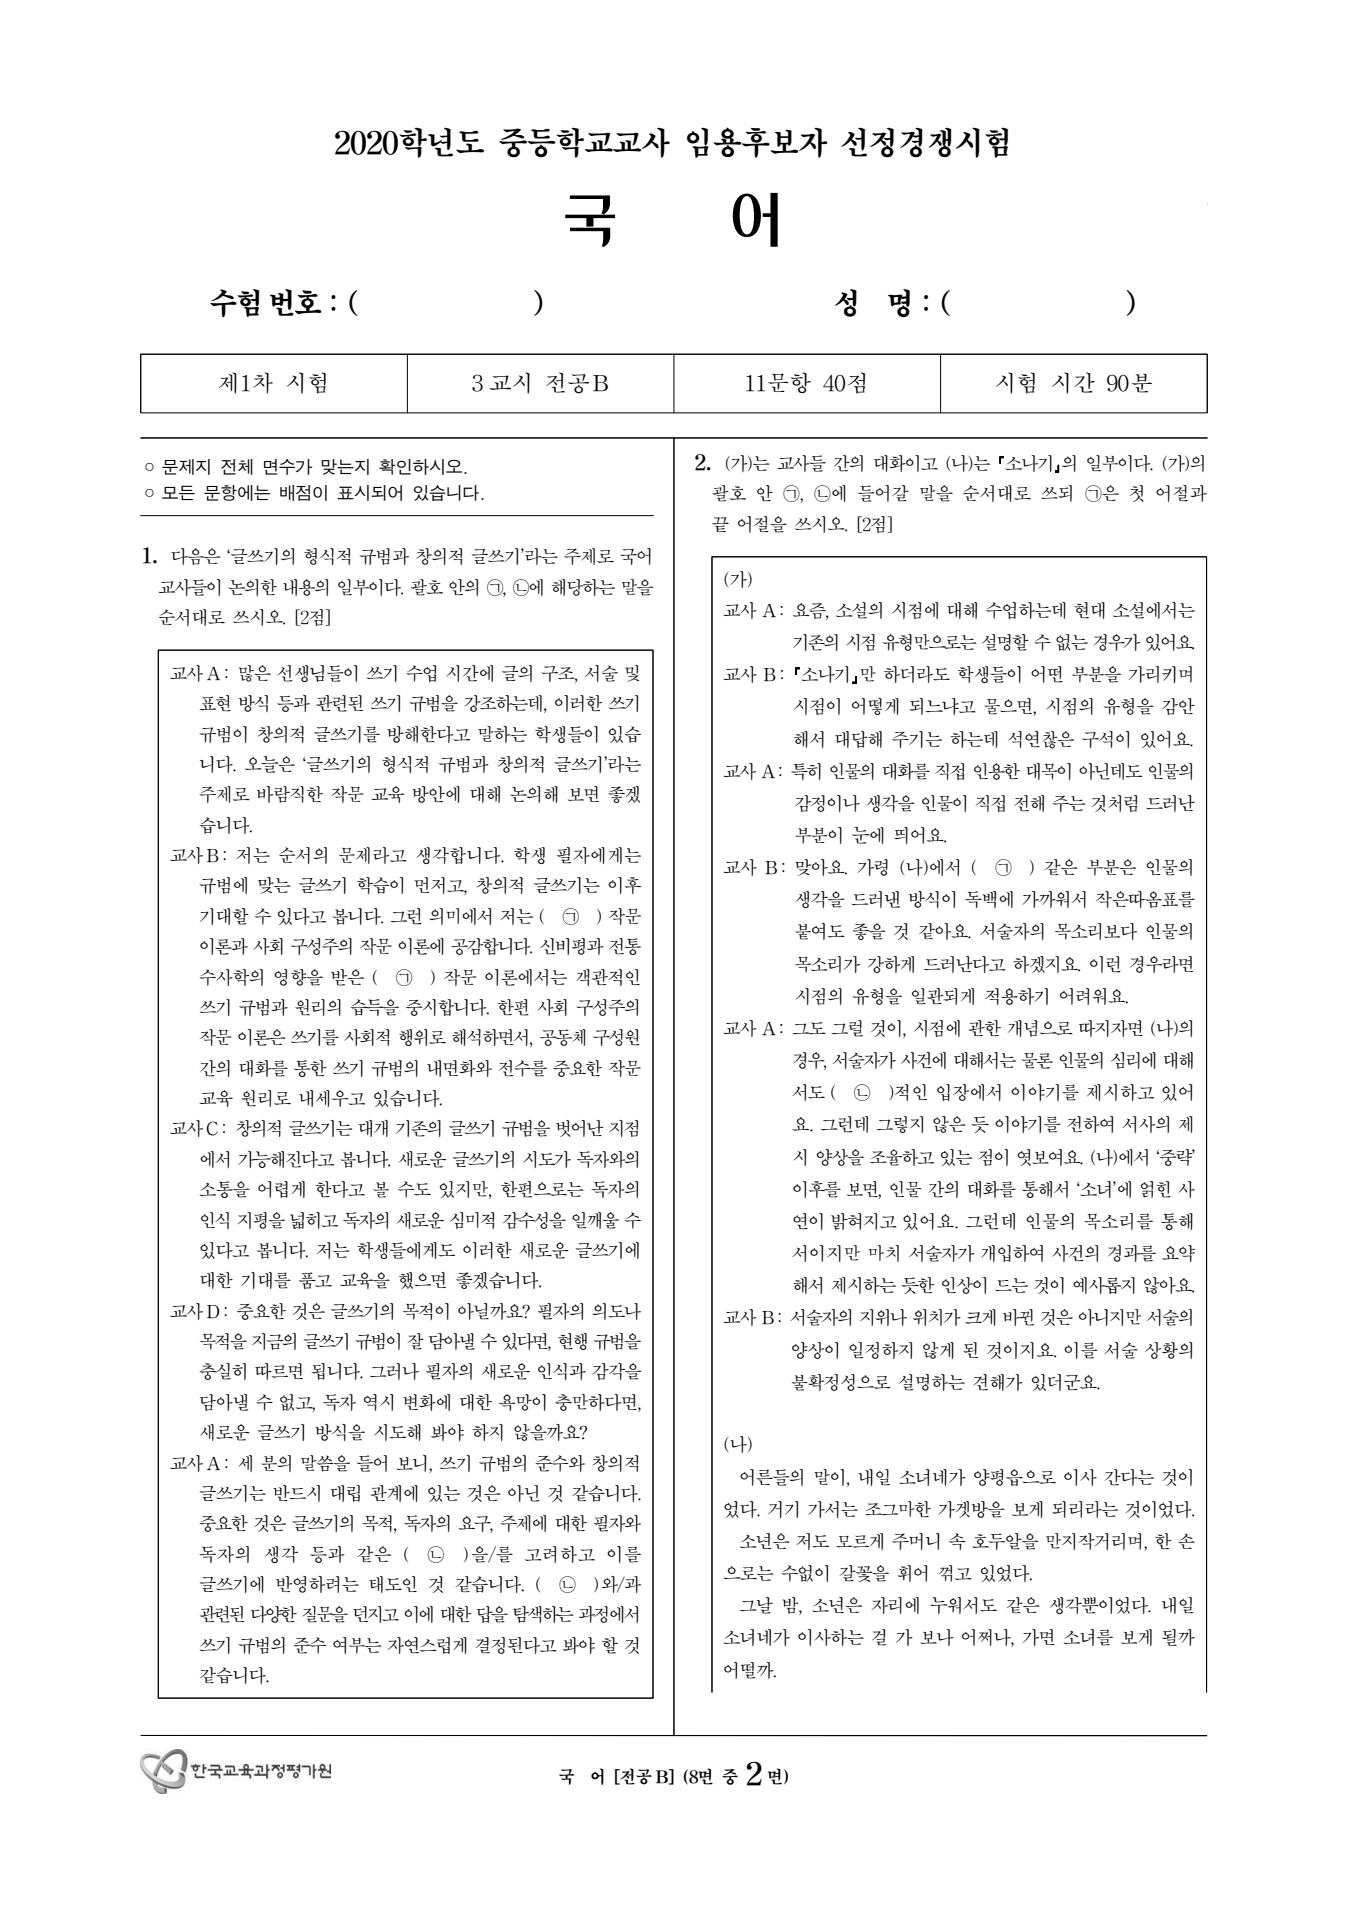 2020학년도 중등학교교사 임용후보자 선정경쟁시험
국 어
수험 번호 : ( )
성 명 : ( )
제1차 시험
3 교시 전공B
11문항 40점
시험 시간 90분
○ 문제지 전체 면수가 맞는지 확인하시오.
○ 모든 문항에는 배점이 표시되어 있습니다.
1. 다음은 ‘글쓰기의 형식적 규범과 창의적 글쓰기’라는 주제로 국어
교사들이 논의한 내용의 일부이다. 괄호 안의 ㉠, ㉡에 해당하는 말을
순서대로 쓰시오. [2점]
교사 A : 많은 선생님들이 쓰기 수업 시간에 글의 구조, 서술 및
표현 방식 등과 관련된 쓰기 규범을 강조하는데, 이러한 쓰기
규범이 창의적 글쓰기를 방해한다고 말하는 학생들이 있습
니다. 오늘은 ‘글쓰기의 형식적 규범과 창의적 글쓰기’라는
주제로 바람직한 작문 교육 방안에 대해 논의해 보면 좋겠
습니다.
교사 B : 저는 순서의 문제라고 생각합니다. 학생 필자에게는
규범에 맞는 글쓰기 학습이 먼저고, 창의적 글쓰기는 이후
기대할 수 있다고 봅니다. 그런 의미에서 저는 ( ㉠ ) 작문
이론과 사회 구성주의 작문 이론에 공감합니다. 신비평과 전통
수사학의 영향을 받은 ( ㉠ ) 작문 이론에서는 객관적인
쓰기 규범과 원리의 습득을 중시합니다. 한편 사회 구성주의
작문 이론은 쓰기를 사회적 행위로 해석하면서, 공동체 구성원
간의 대화를 통한 쓰기 규범의 내면화와 전수를 중요한 작문
교육 원리로 내세우고 있습니다.
교사 C : 창의적 글쓰기는 대개 기존의 글쓰기 규범을 벗어난 지점
에서 가능해진다고 봅니다. 새로운 글쓰기의 시도가 독자와의
소통을 어렵게 한다고 볼 수도 있지만, 한편으로는 독자의
인식 지평을 넓히고 독자의 새로운 심미적 감수성을 일깨울 수
있다고 봅니다. 저는 학생들에게도 이러한 새로운 글쓰기에
대한 기대를 품고 교육을 했으면 좋겠습니다.
교사 D : 중요한 것은 글쓰기의 목적이 아닐까요? 필자의 의도나
목적을 지금의 글쓰기 규범이 잘 담아낼 수 있다면, 현행 규범을
충실히 따르면 됩니다. 그러나 필자의 새로운 인식과 감각을
담아낼 수 없고, 독자 역시 변화에 대한 욕망이 충만하다면,
새로운 글쓰기 방식을 시도해 봐야 하지 않을까요?
교사 A : 세 분의 말씀을 들어 보니, 쓰기 규범의 준수와 창의적
글쓰기는 반드시 대립 관계에 있는 것은 아닌 것 같습니다.
중요한 것은 글쓰기의 목적, 독자의 요구, 주제에 대한 필자와
독자의 생각 등과 같은 ( ㉡ )을/를 고려하고 이를
글쓰기에 반영하려는 태도인 것 같습니다. ( ㉡ )와/과
관련된 다양한 질문을 던지고 이에 대한 답을 탐색하는 과정에서
쓰기 규범의 준수 여부는 자연스럽게 결정된다고 봐야 할 것
같습니다.
2. (가)는 교사들 간의 대화이고 (나)는 『소나기』의 일부이다. (가)의
괄호 안 ㉠, ㉡에 들어갈 말을 순서대로 쓰되 ㉠은 첫 어절과
끝 어절을 쓰시오. [2점]
(가)
교사 A : 요즘, 소설의 시점에 대해 수업하는데 현대 소설에서는
기존의 시점 유형만으로는 설명할 수 없는 경우가 있어요.
교사 B : 『소나기』만 하더라도 학생들이 어떤 부분을 가리키며
시점이 어떻게 되느냐고 물으면, 시점의 유형을 감안
해서 대답해 주기는 하는데 석연찮은 구석이 있어요.
교사 A : 특히 인물의 대화를 직접 인용한 대목이 아닌데도 인물의
감정이나 생각을 인물이 직접 전해 주는 것처럼 드러난
부분이 눈에 띄어요.
교사 B : 맞아요. 가령 (나)에서 ( ㉠ ) 같은 부분은 인물의
생각을 드러낸 방식이 독백에 가까워서 작은따옴표를
붙여도 좋을 것 같아요. 서술자의 목소리보다 인물의
목소리가 강하게 드러난다고 하겠지요. 이런 경우라면
시점의 유형을 일관되게 적용하기 어려워요.
교사 A : 그도 그럴 것이, 시점에 관한 개념으로 따지자면 (나)의
경우, 서술자가 사건에 대해서는 물론 인물의 심리에 대해
서도 ( ㉡ )적인 입장에서 이야기를 제시하고 있어
요. 그런데 그렇지 않은 듯 이야기를 전하여 서사의 제
시 양상을 조율하고 있는 점이 엿보여요. (나)에서 ‘중략’
이후를 보면, 인물 간의 대화를 통해서 ‘소녀’에 얽힌 사
연이 밝혀지고 있어요. 그런데 인물의 목소리를 통해
서이지만 마치 서술자가 개입하여 사건의 경과를 요약
해서 제시하는 듯한 인상이 드는 것이 예사롭지 않아요.
교사 B : 서술자의 지위나 위치가 크게 바뀐 것은 아니지만 서술의
양상이 일정하지 않게 된 것이지요. 이를 서술 상황의
불확정성으로 설명하는 견해가 있더군요.
(나)
어른들의 말이, 내일 소녀네가 양평읍으로 이사 간다는 것이
었다. 거기 가서는 조그마한 가겟방을 보게 되리라는 것이었다.
소년은 저도 모르게 주머니 속 호두알을 만지작거리며, 한 손
으로는 수없이 갈꽃을 휘어 꺾고 있었다.
그날 밤, 소년은 자리에 누워서도 같은 생각뿐이었다. 내일
소녀네가 이사하는 걸 가 보나 어쩌나, 가면 소녀를 보게 될까
어떨까.
한국교육과정평가원
국 어 [전공 B] (8면 중 2 면)